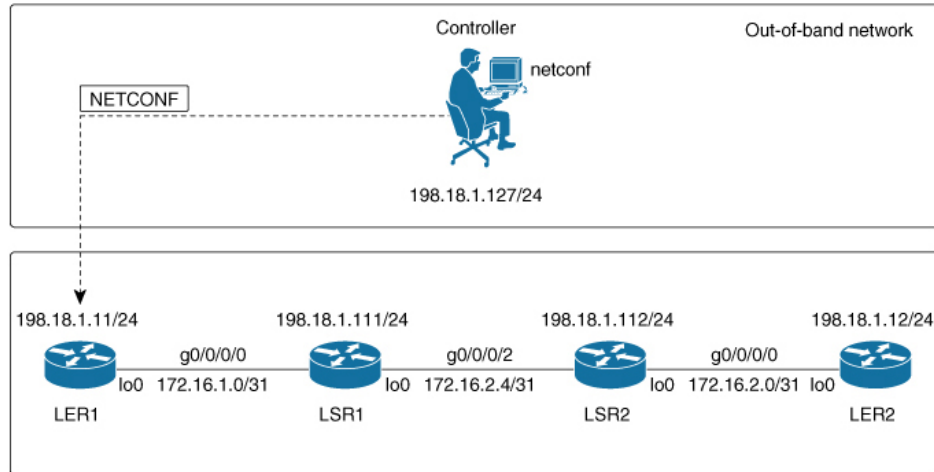 Controller
Out-of-band network
netconf
NETCONF
198.18.1.127/24
198.18.1.11/24 198.18.1.111/24 198.18.1.112/24 198.18.1.12/24
g0/0/0/0 g0/0/0/2 g0/0/0/0
lo0 172.16.1.0/31 lo0 172.16.2.4/31 lo0 172.16.2.0/31 lo0
LER1 LSR1 LSR2 LER2